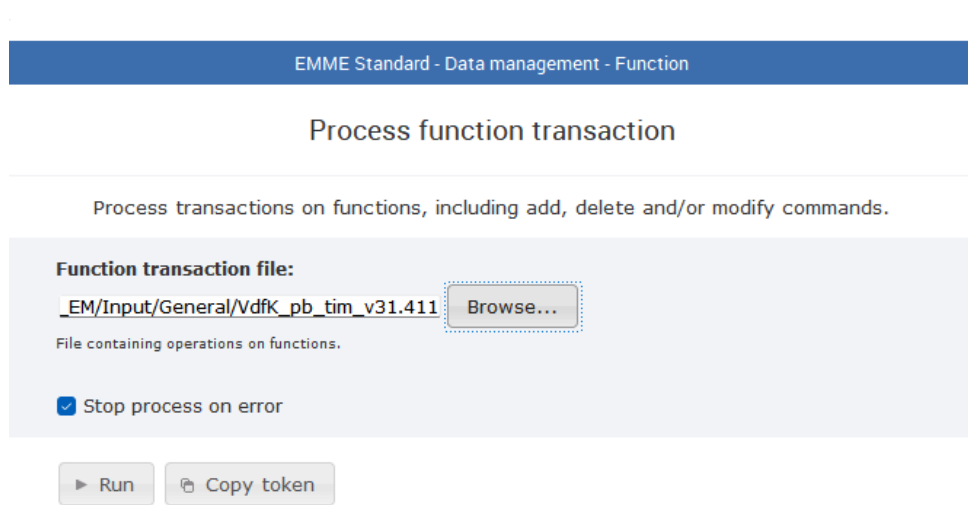 EMME Standard - Data management - Function
Process function transaction
Process transactions on functions, including add, delete and/or modify commands.
Function transaction file:
_EM/Input/General/VdfK_pb_tim_v31.411 Browse...
File containing operations on functions.
Stop process on error
Run Copy token